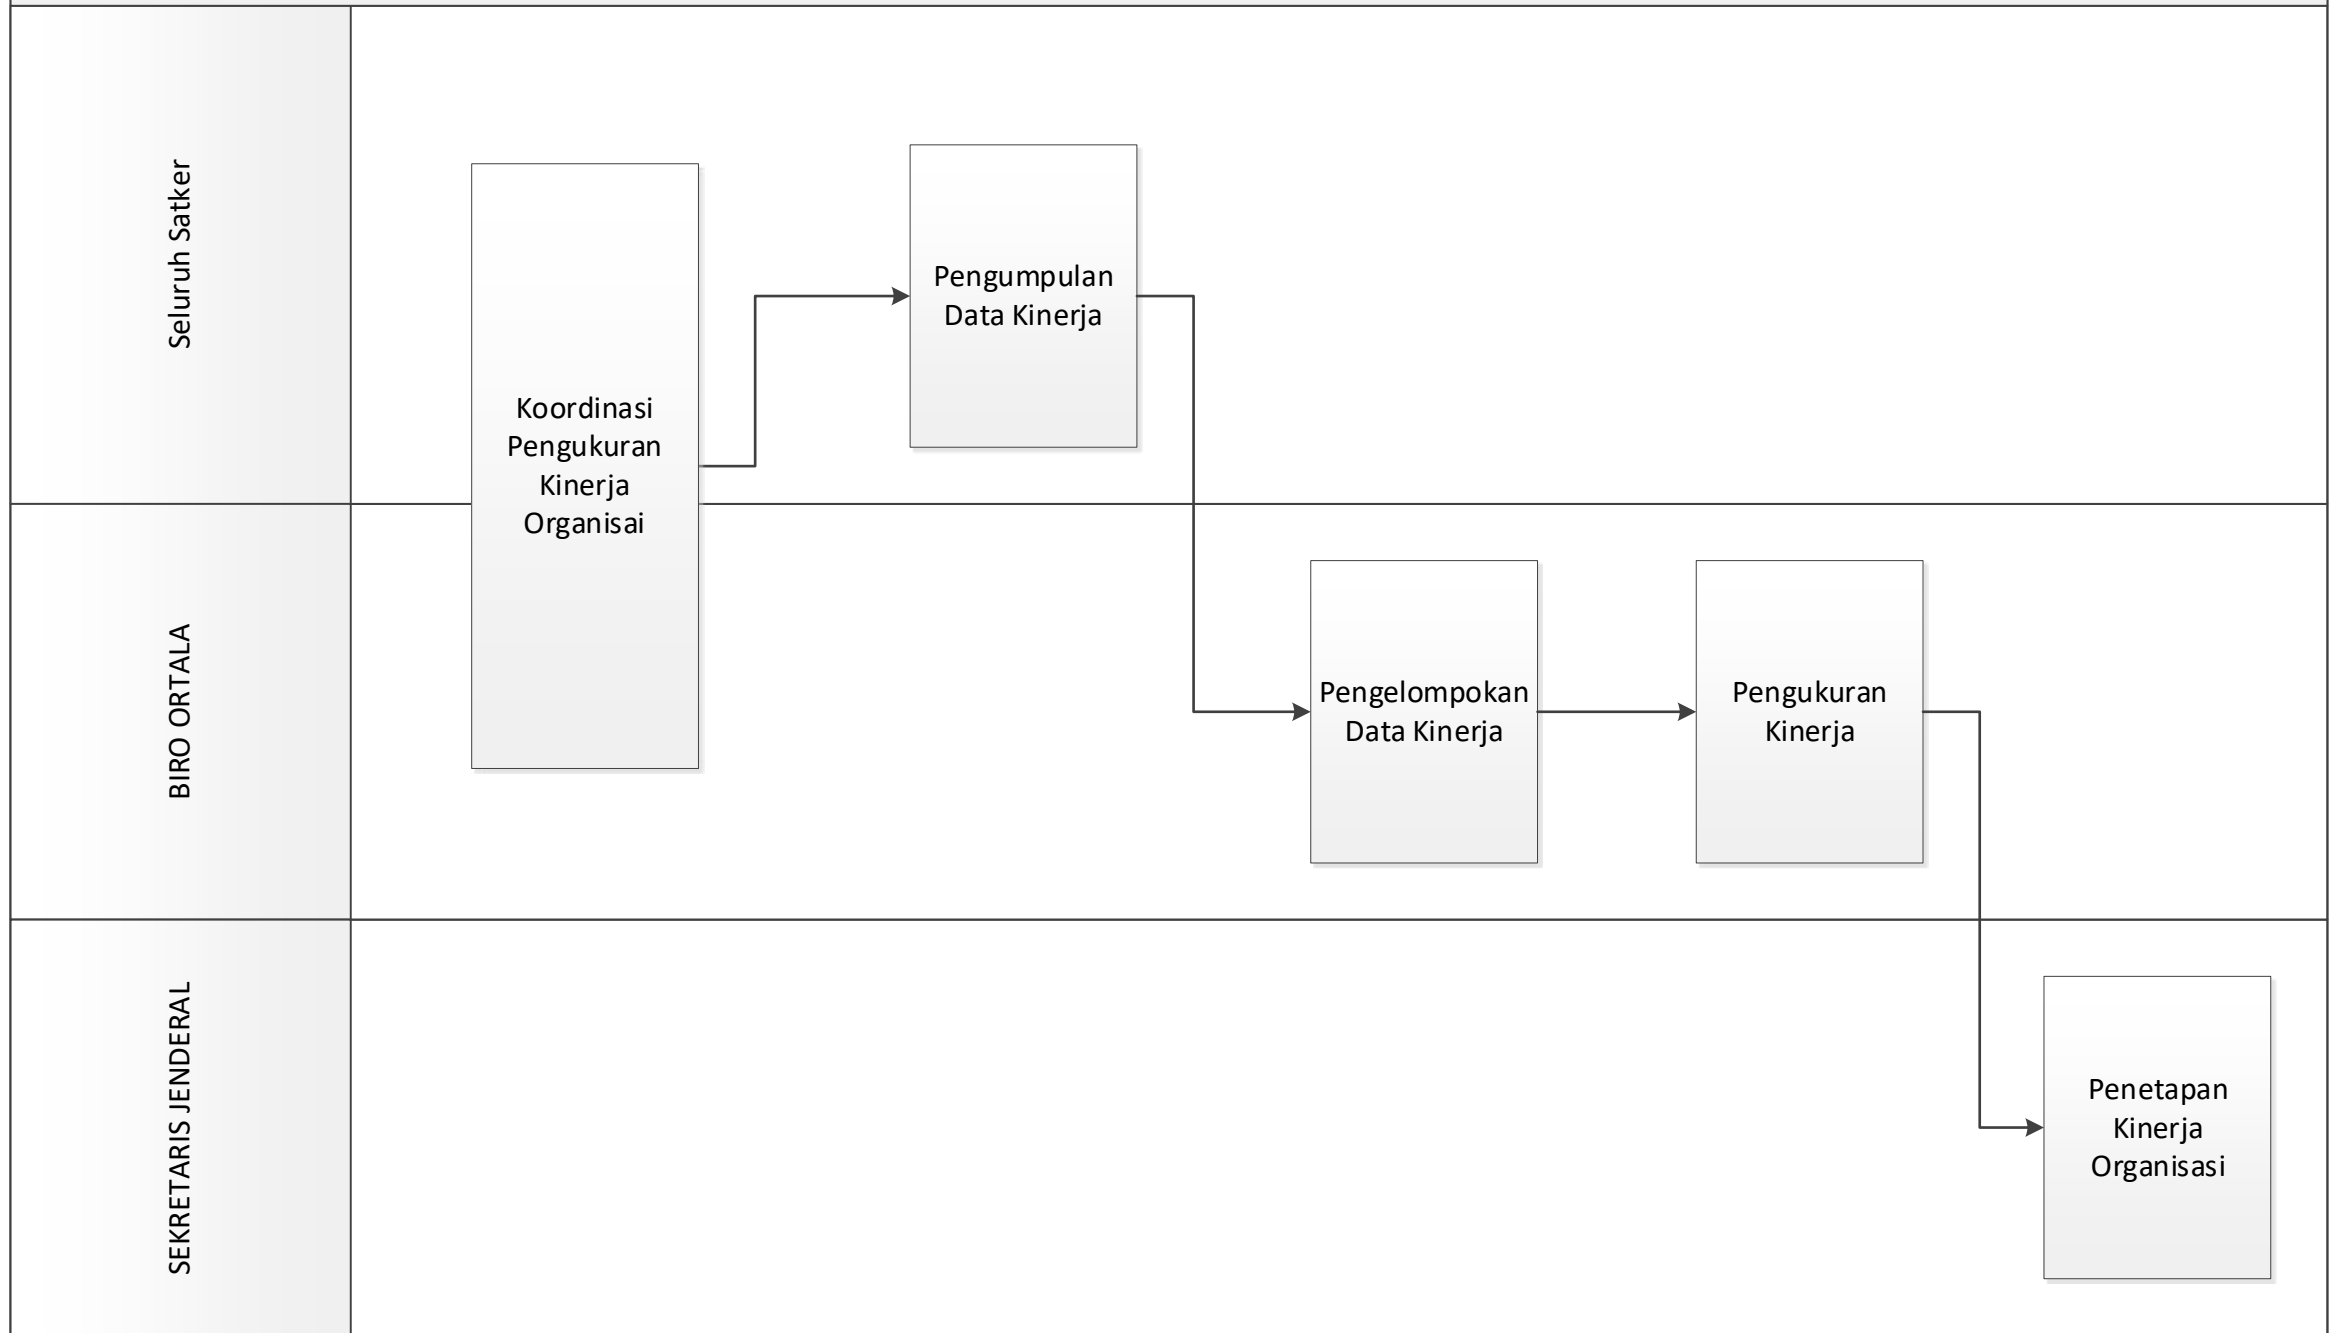 Seluruh Satker
Koordinasi
Pengukuran
Kinerja
Organisai
Pengumpulan
Data Kinerja
BIRO ORTALA
Pengelompokan
Data Kinerja
Pengukuran
Kinerja
SEKRETARIS JENDERAL
Penetapan
Kinerja
Organisasi